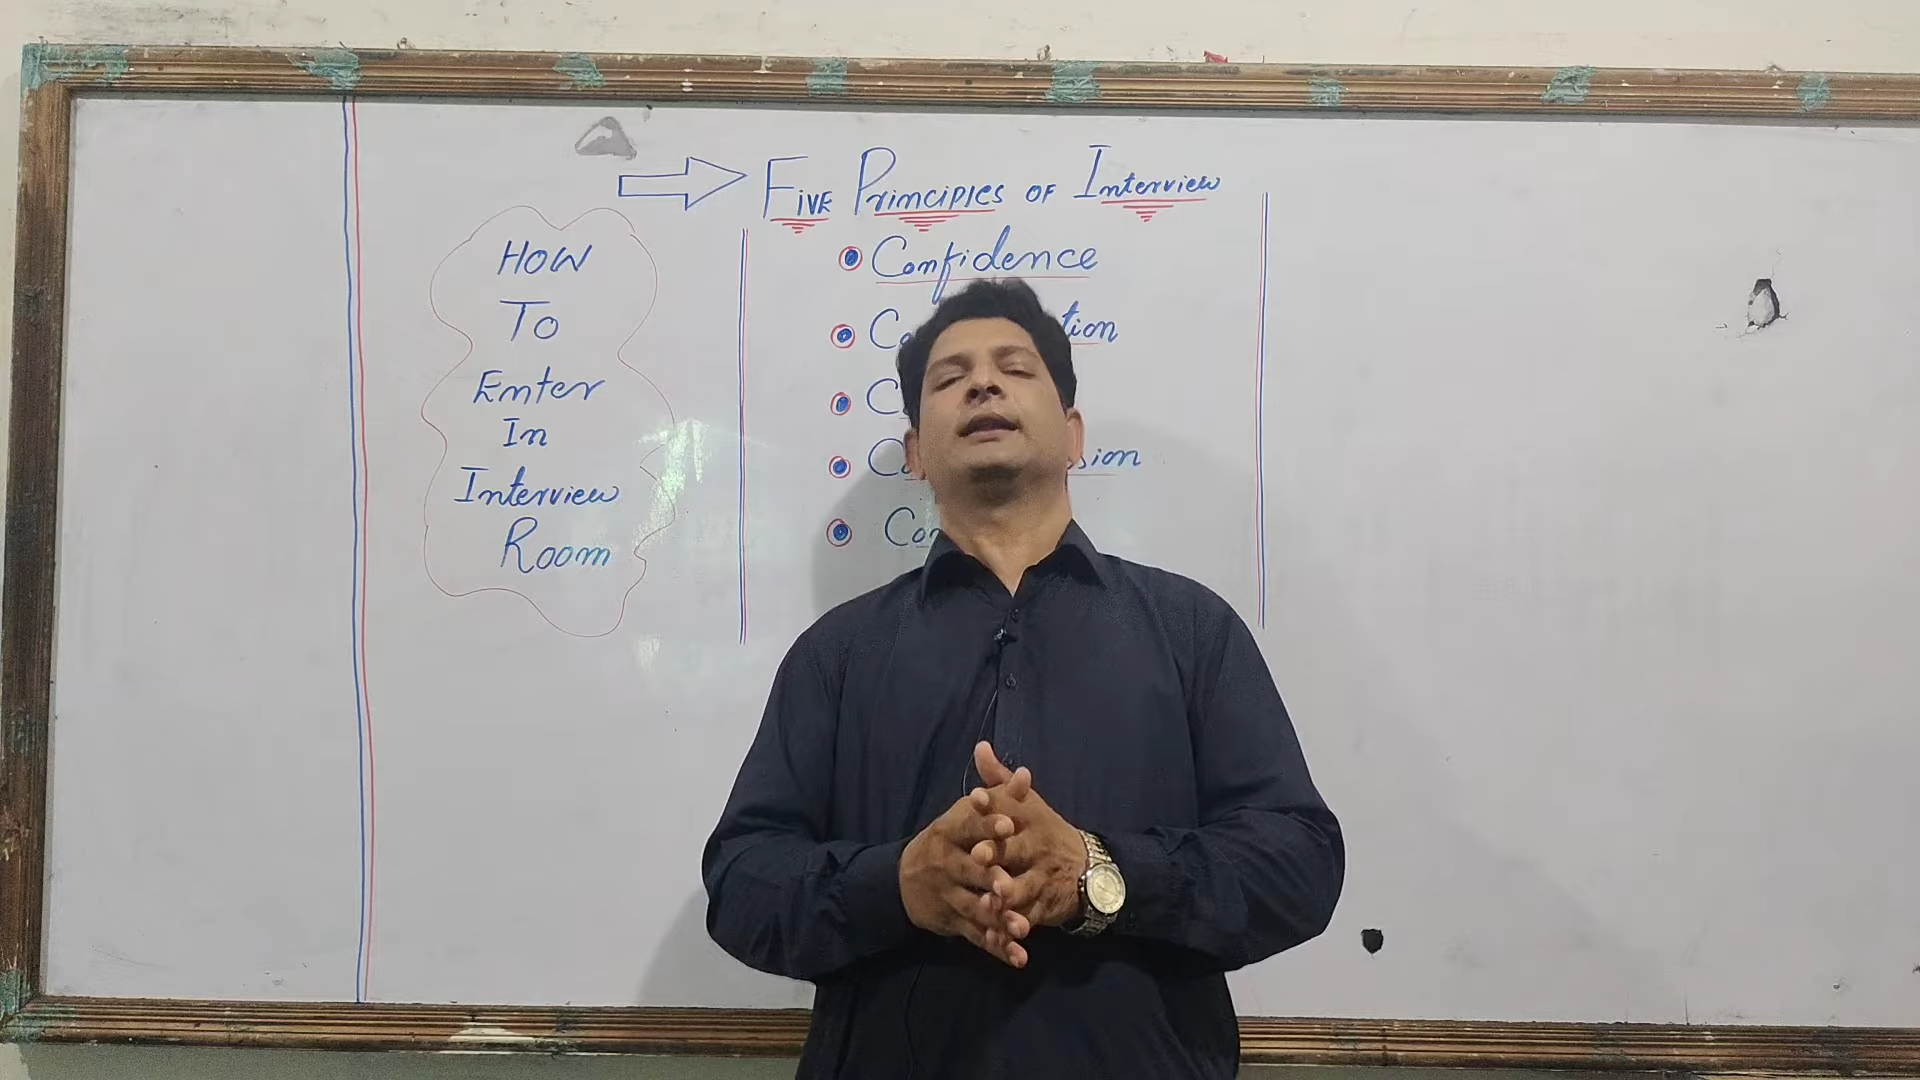 HOW
TO
Enter
In
Interview
Room
Five Principles of Interview
Confidence